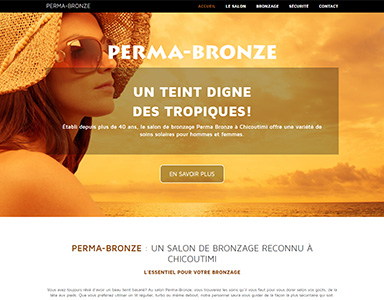 PERMA-BRONZE
ACCUEIL LE SALON BRONZAGE SÉCURITÉ CONTACT
PERMA-BRONZE
UN TEINT DIGNE
DES TROPIQUES!
Établi depuis plus de 40 ans, le salon de bronzage Perma Bronze à Chicoutimi offre une variété de
soins solaires pour hommes et femmes.
EN SAVOIR PLUS
PERMA-BRONZE : UN SALON DE BRONZAGE RECONNU À
CHICOUTIMI
L'ESSENTIEL POUR VOTRE BRONZAGE